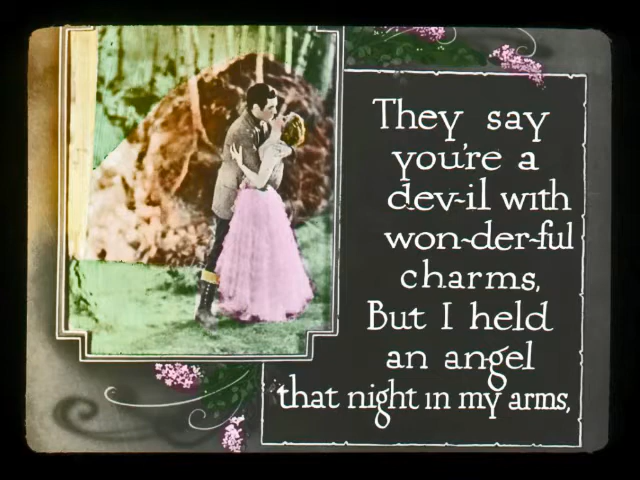 They say
you're a
dev-il with
won-der-ful
charms,
But I held
an angel
that night in my arms,